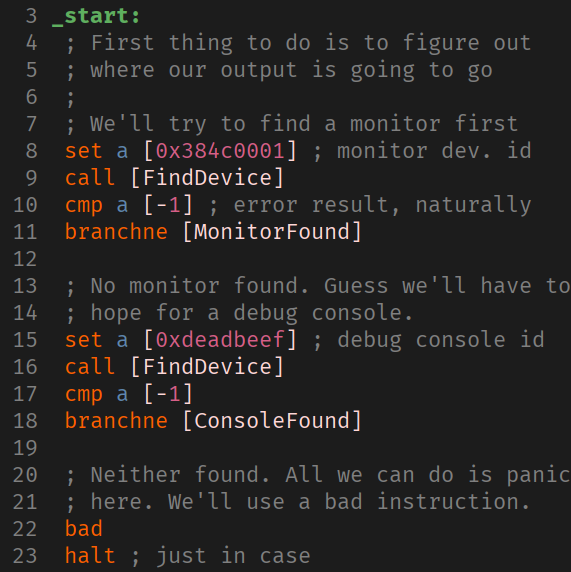 3 _start:
4 ; First thing to do is to figure out
5 ; where our output is going to go
6 ;
7 ; We'll try to find a monitor first
8 set a [0x384c0001] ; monitor dev. id
9 call [FindDevice]
10 cmp a [-1] ; error result, naturally
11 branchne [MonitorFound]
12
13 ; No monitor found. Guess we'll have to
14 ; hope for a debug console.
15 set a [0xdeadbeef] ; debug console id
16 call [FindDevice]
17 cmp a [-1]
18 branchne [ConsoleFound]
19
20 ; Neither found. All we can do is panic
21 ; here. We'll use a bad instruction.
22 bad
23 halt ; just in case